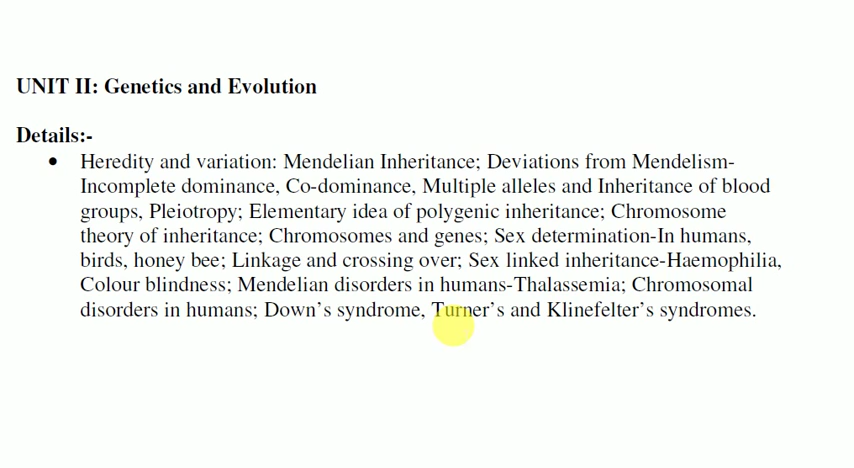 UNIT II: Genetics and Evolution
Details:-
• Heredity and variation: Mendelian Inheritance; Deviations from Mendelism-
Incomplete dominance, Co-dominance, Multiple alleles and Inheritance of blood
groups, Pleiotropy; Elementary idea of polygenic inheritance; Chromosome
theory of inheritance; Chromosomes and genes; Sex determination-In humans,
birds, honey bee; Linkage and crossing over; Sex linked inheritance-Haemophilia,
Colour blindness; Mendelian disorders in humans-Thalassemia; Chromosomal
disorders in humans; Down's syndrome, Turner's and Klinefelter's syndromes.